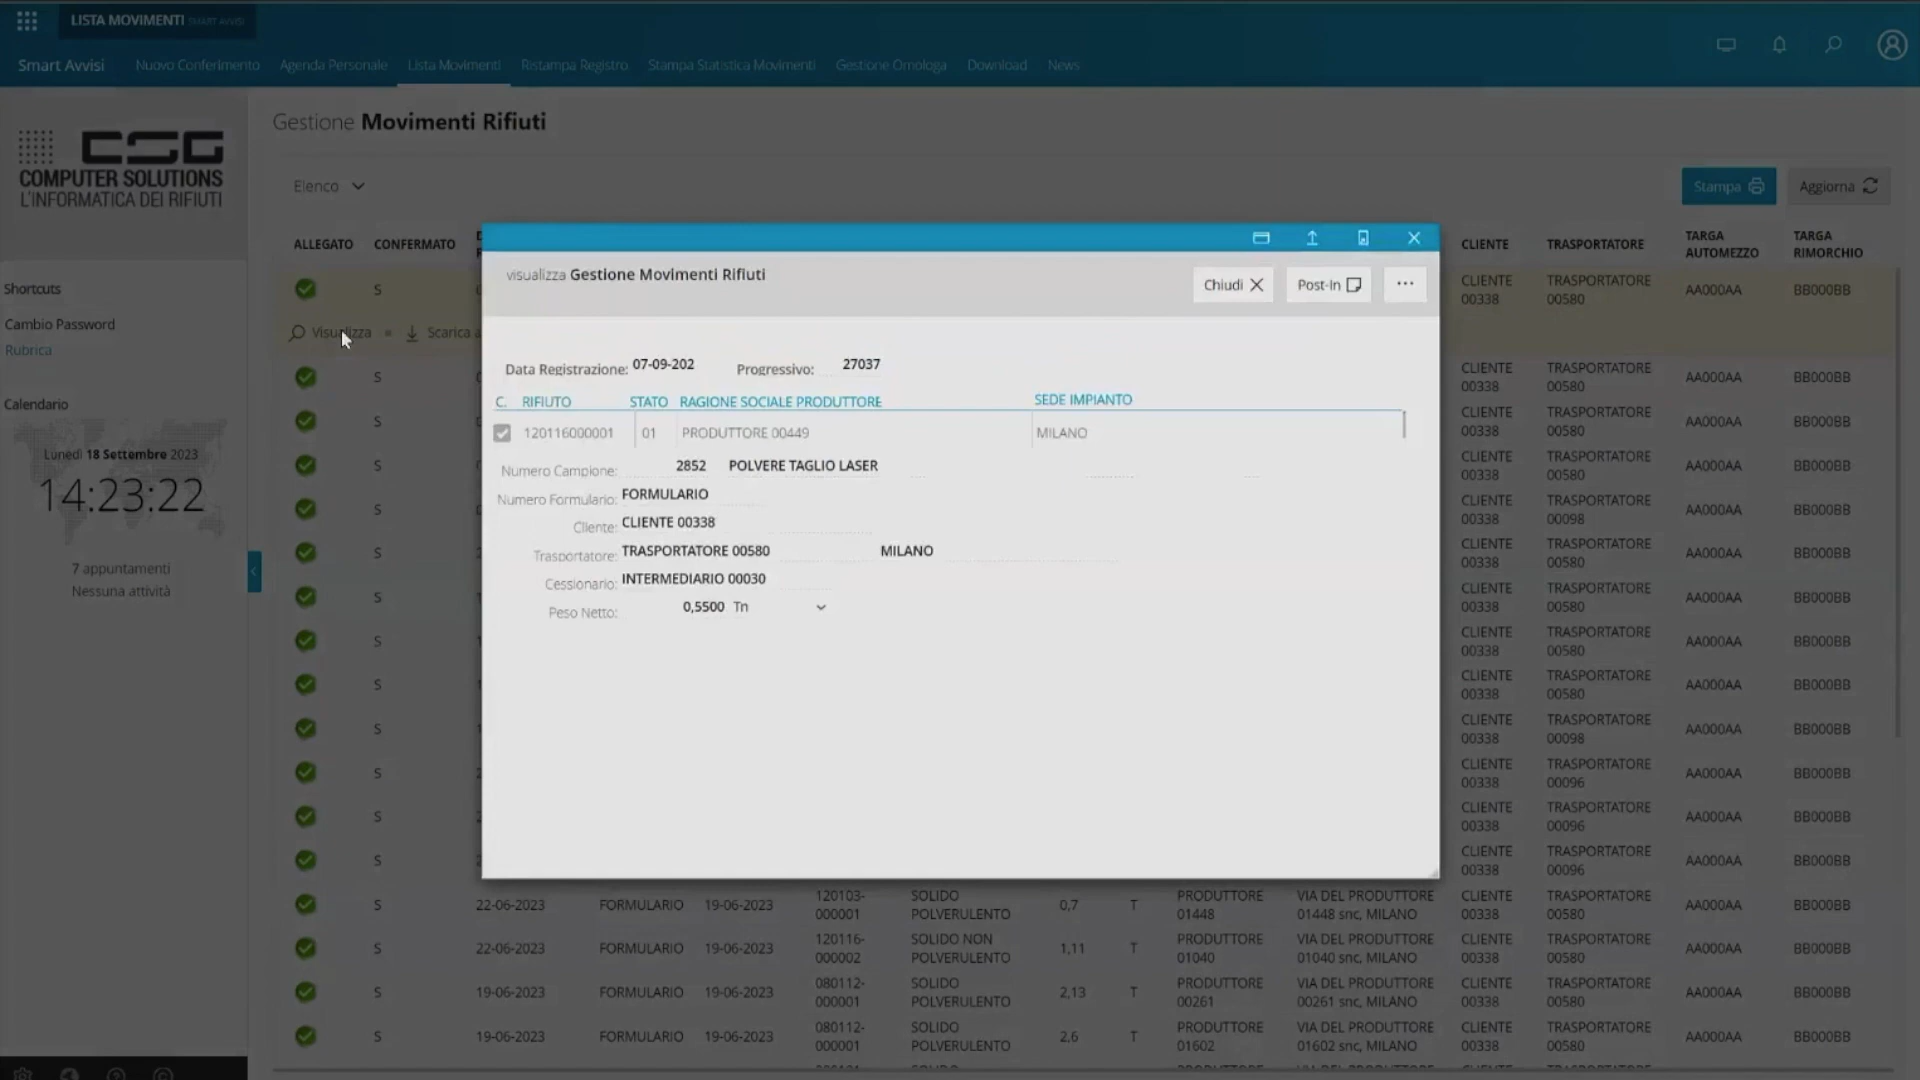 LISTA MOVIMENTI SMART AVVISI
Smart Avvisi Nuovo Conferimento Agenda Personale Lista Movimenti Ristampa Registro Stampa Statistica Movimenti Gestione Omologa Download News
CSG
COMPUTER SOLUTIONS
L'INFORMATICA DEI RIFIUTI
Shortcuts
Cambio Password
Rubrica
Calendario
Lunedì 18 Settembre 2023
14:23:22
7 appuntamenti
Nessuna attività
Gestione Movimenti Rifiuti
Elenco
Stampa
Aggiorna
ALLEGATO CONFERMATO CLIENTE TRASPORTATORE TARGA AUTOMEZZO TARGA RIMORCHIO
S CLIENTE 00338 TRASPORTATORE 00580 AA000AA BB000BB
Visualizza Scarica a
visualizza Gestione Movimenti Rifiuti
Chiudi
Post-In
...
Data Registrazione: 07-09-202 Progressivo: 27037
C. RIFIUTO STATO RAGIONE SOCIALE PRODUTTORE SEDE IMPIANTO
120116000001 01 PRODUTTORE 00449 MILANO
Numero Campione: 2852 POLVERE TAGLIO LASER
Numero Formulario: FORMULARIO
Cliente: CLIENTE 00338
Trasportatore: TRASPORTATORE 00580 MILANO
Cessionario: INTERMEDIARIO 00030
Peso Netto: 0,5500 Tn
S CLIENTE 00338 TRASPORTATORE 00580 AA000AA BB000BB
S CLIENTE 00338 TRASPORTATORE 00580 AA000AA BB000BB
S CLIENTE 00338 TRASPORTATORE 00580 AA000AA BB000BB
S CLIENTE 00338 TRASPORTATORE 00098 AA000AA BB000BB
S CLIENTE 00338 TRASPORTATORE 00580 AA000AA BB000BB
S CLIENTE 00338 TRASPORTATORE 00580 AA000AA BB000BB
S CLIENTE 00338 TRASPORTATORE 00580 AA000AA BB000BB
S CLIENTE 00338 TRASPORTATORE 00580 AA000AA BB000BB
S CLIENTE 00338 TRASPORTATORE 00098 AA000AA BB000BB
S CLIENTE 00338 TRASPORTATORE 00096 AA000AA BB000BB
S CLIENTE 00338 TRASPORTATORE 00096 AA000AA BB000BB
S CLIENTE 00338 TRASPORTATORE 00096 AA000AA BB000BB
S 22-06-2023 FORMULARIO 19-06-2023 120103-000001 SOLIDO POLVERULENTO 0,7 T PRODUTTORE 01448 VIA DEL PRODUTTORE 01448 snc, MILANO CLIENTE 00338 TRASPORTATORE 00580 AA000AA BB000BB
S 22-06-2023 FORMULARIO 19-06-2023 120116-000002 SOLIDO NON POLVERULENTO 1,11 T PRODUTTORE 01040 VIA DEL PRODUTTORE 01040 snc, MILANO CLIENTE 00338 TRASPORTATORE 00580 AA000AA BB000BB
S 19-06-2023 FORMULARIO 19-06-2023 080112-000001 SOLIDO POLVERULENTO 2,13 T PRODUTTORE 00261 VIA DEL PRODUTTORE 00261 snc, MILANO CLIENTE 00338 TRASPORTATORE 00580 AA000AA BB000BB
S 19-06-2023 FORMULARIO 19-06-2023 080112-000001 SOLIDO POLVERULENTO 2,6 T PRODUTTORE 01602 VIA DEL PRODUTTORE 01602 snc, MILANO CLIENTE 00338 TRASPORTATORE 00580 AA000AA BB000BB